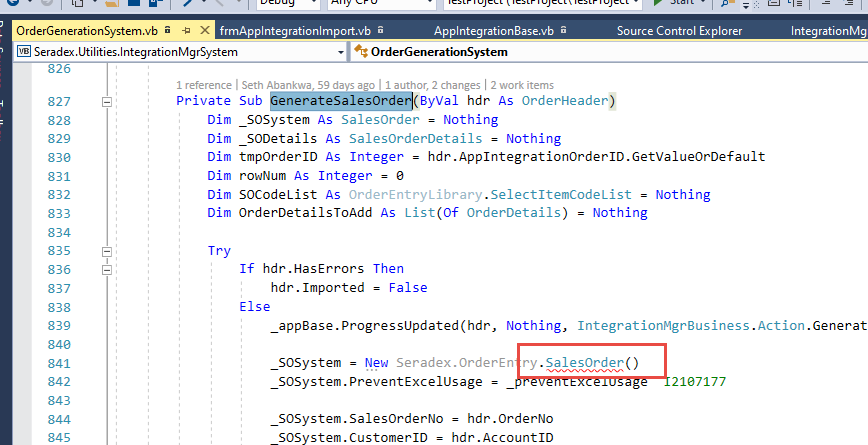 Debug Any CPU TestProject\TestProject Start
OrderGenerationSystem.vb frmAppIntegrationImport.vb AppIntegrationBase.vb Source Control Explorer IntegrationMg
VB Seradex.Utilities.IntegrationMgrSystem OrderGenerationSystem
826
1 reference | Seth Abankwa, 59 days ago | 1 author, 2 changes | 2 work items
827 Private Sub GenerateSalesOrder(ByVal hdr As OrderHeader)
828 Dim _SOSystem As SalesOrder = Nothing
829 Dim _SODetails As SalesOrderDetails = Nothing
830 Dim tmpOrderID As Integer = hdr.AppIntegrationOrderID.GetValueOrDefault
831 Dim rowNum As Integer = 0
832 Dim SOCodeList As OrderEntryLibrary.SelectItemCodeList = Nothing
833 Dim OrderDetailsToAdd As List(Of OrderDetails) = Nothing
834
835 Try
836 If hdr.HasErrors Then
837 hdr.Imported = False
838 Else
839 _appBase.ProgressUpdated(hdr, Nothing, IntegrationMgrBusiness.Action.Generat
840
841 _SOSystem = New Seradex.OrderEntry.SalesOrder()
842 _SOSystem.PreventExcelUsage = _preventExcelUsage 'I2107177
843
844 _SOSystem.SalesOrderNo = hdr.OrderNo
845 _SOSystem.CustomerID = hdr.AccountID